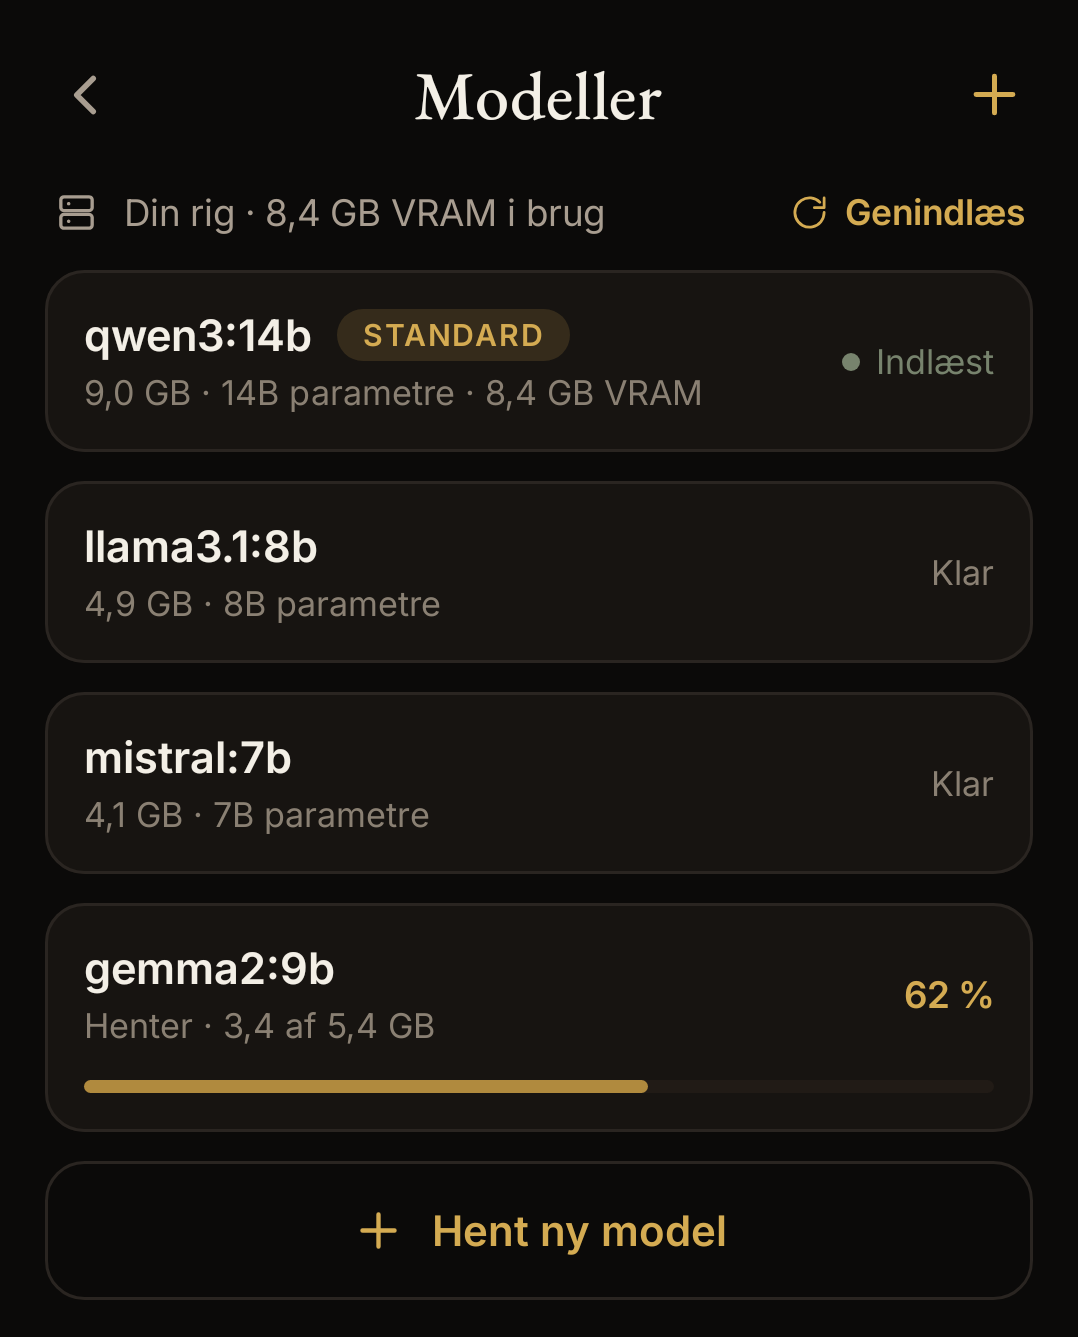 Modeller
Din rig · 8,4 GB VRAM i brug
Genindlæs
qwen3:14b STANDARD
9,0 GB · 14B parametre · 8,4 GB VRAM
Indlæst
llama3.1:8b
4,9 GB · 8B parametre
Klar
mistral:7b
4,1 GB · 7B parametre
Klar
gemma2:9b
Henter · 3,4 af 5,4 GB
62 %
Hent ny model